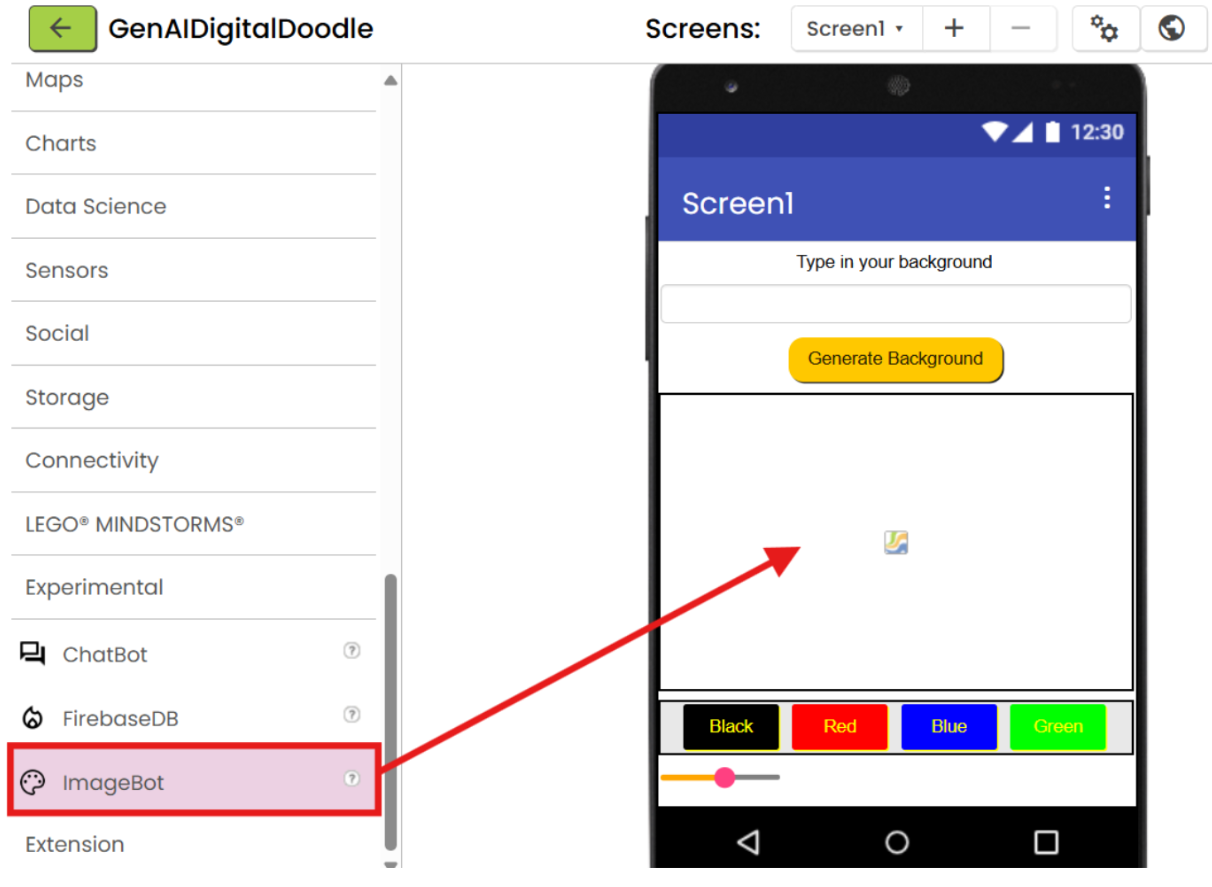 GenAIDigitalDoodle
Screens:
Screen1
Maps
Charts
Data Science
Sensors
Social
Storage
Connectivity
LEGO® MINDSTORMS®
Experimental
ChatBot
?
FirebaseDB
?
ImageBot
?
Extension
12:30
Screen1
Type in your background
Generate Background
Black Red Blue Green